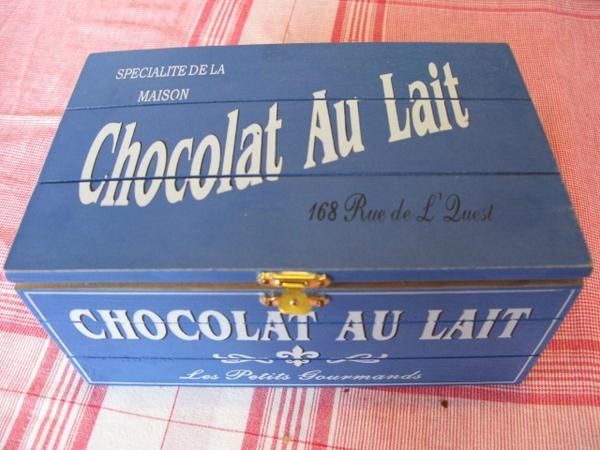 SPECIALITE DE LA
MAISON
Chocolat Au Lait
168 Rue de L'Quest
CHOCOLAT AU LAIT
Les Petits Gourmands